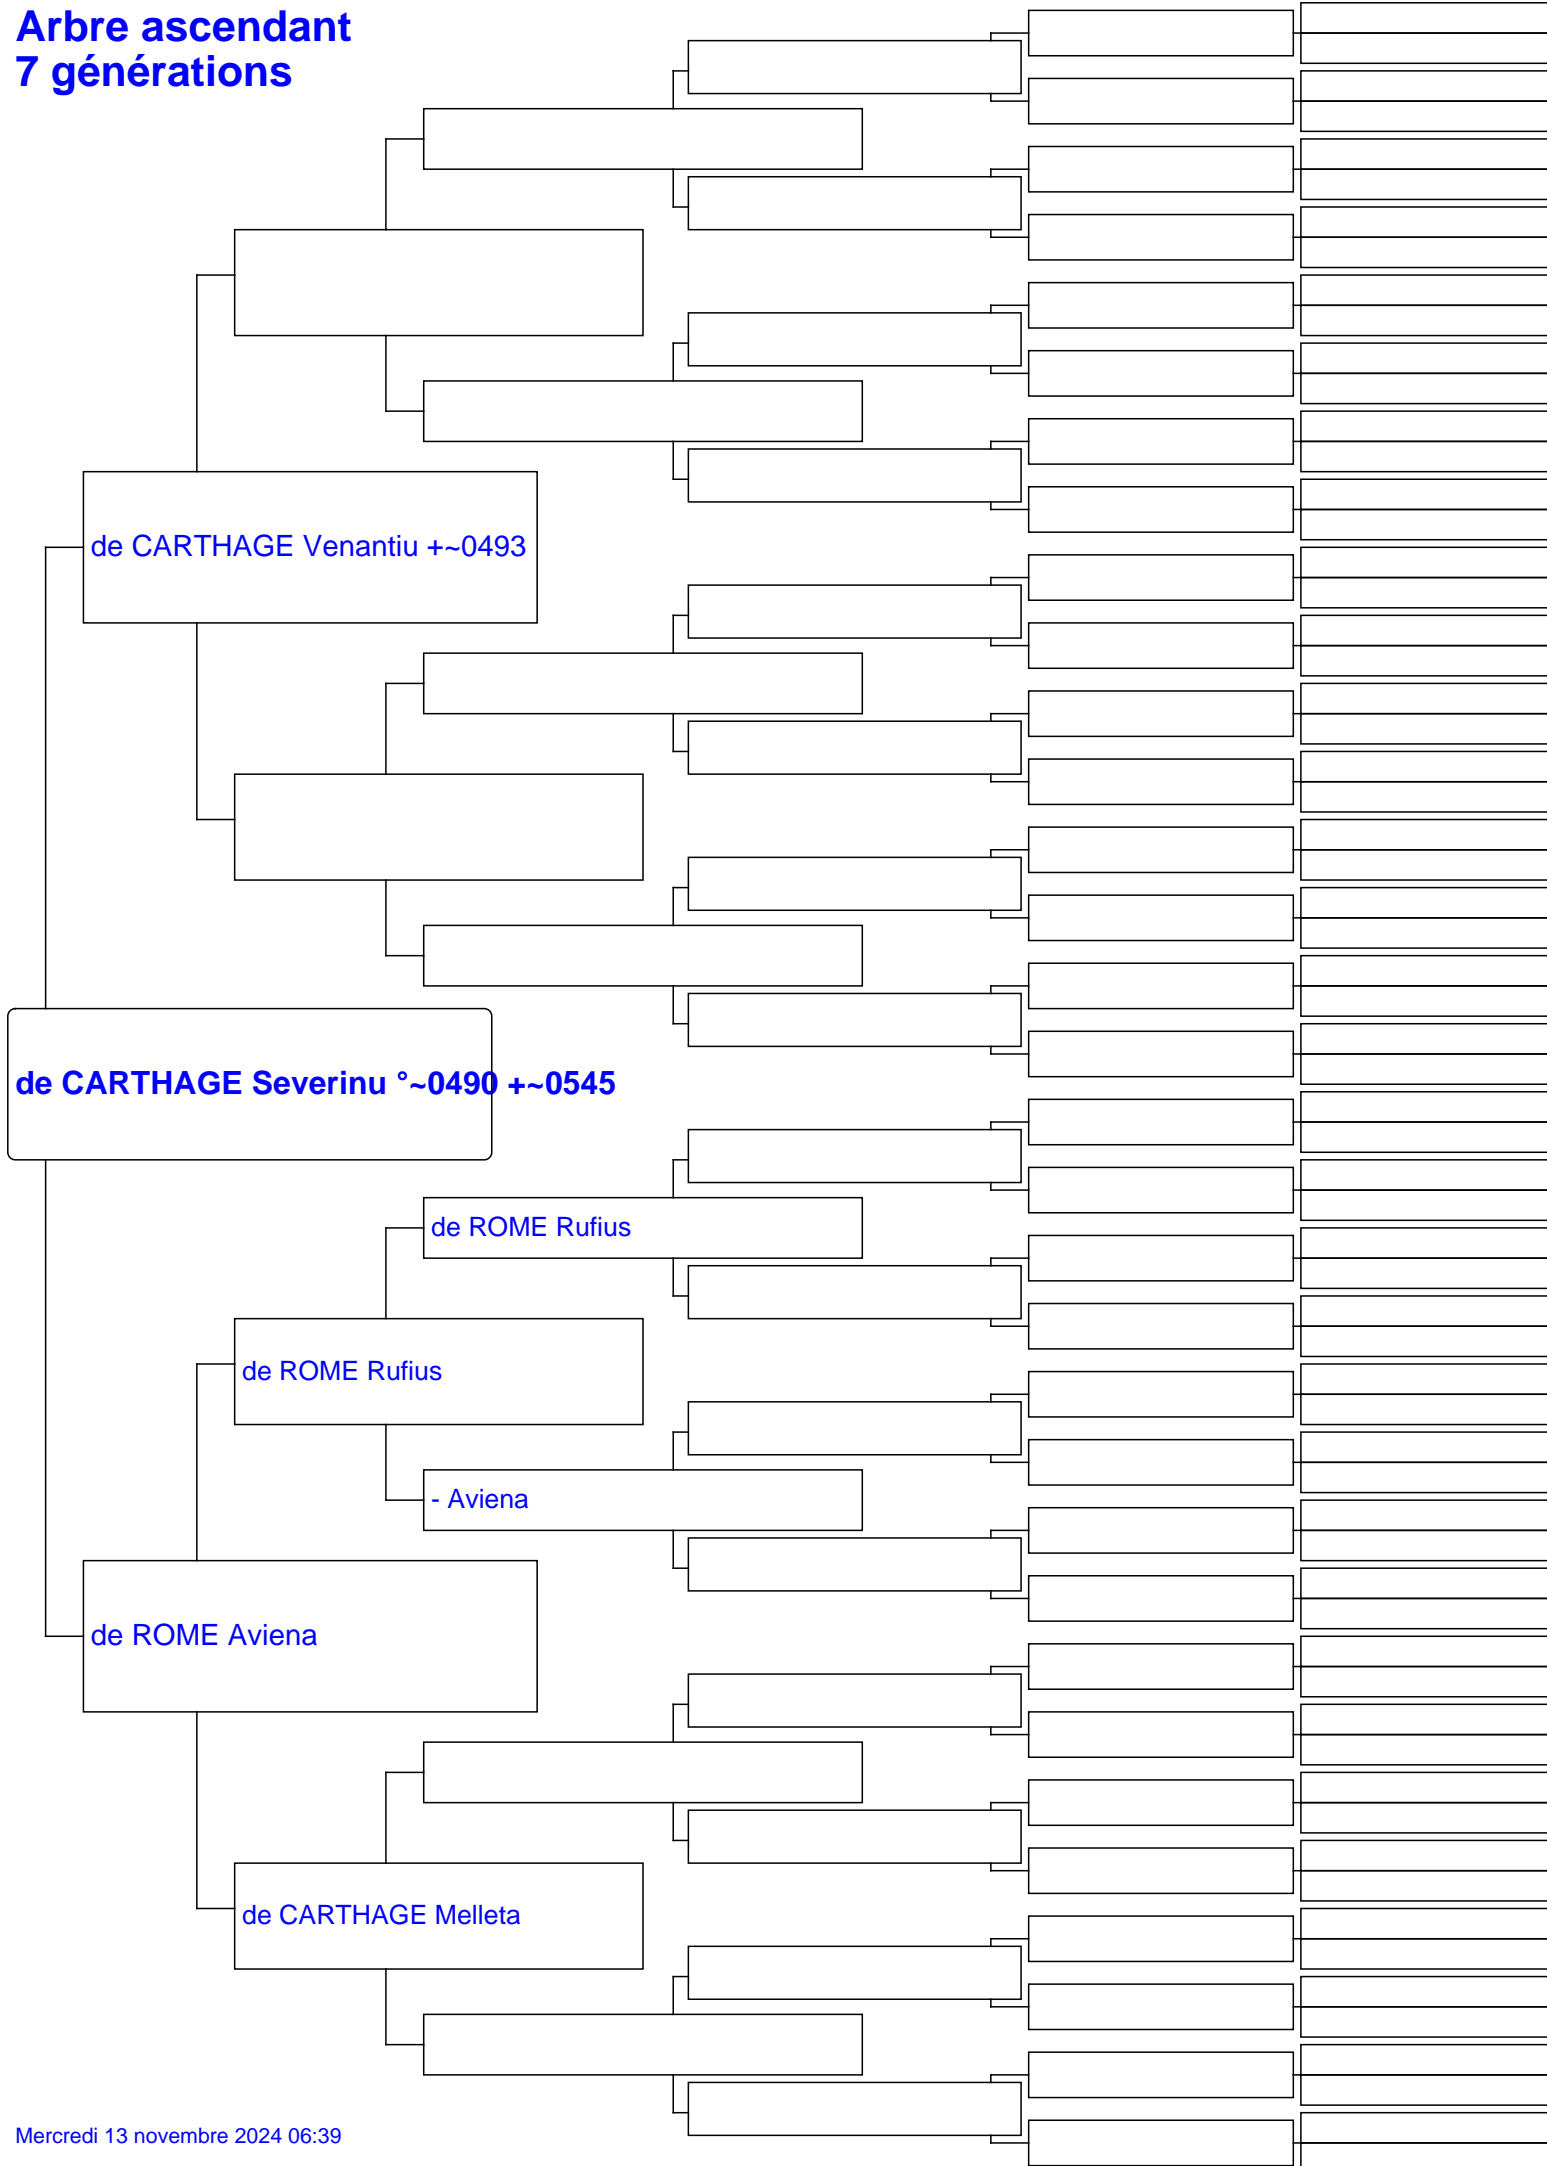 Arbre ascendant
7 générations
de CARTHAGE Venantiu +~0493
de CARTHAGE Severinu °~0490 +~0545
de ROME Rufius
de ROME Rufius
- Aviena
de ROME Aviena
de CARTHAGE Melleta
Mercredi 13 novembre 2024 06:39